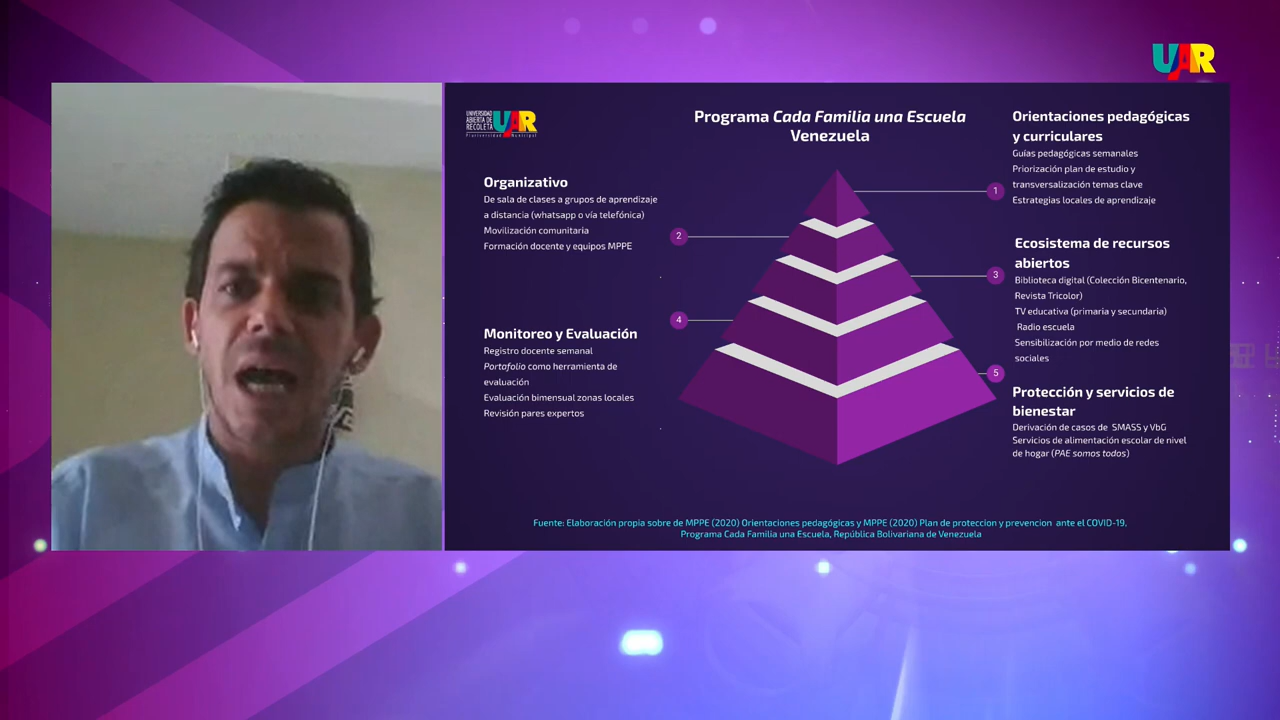 UAR
UNIVERSIDAD
ABIERTA DE
RECOLETA
UAR
Pluriversidad Municipal
Programa Cada Familia una Escuela
Venezuela
Orientaciones pedagógicas
y curriculares
Guías pedagógicas semanales
Priorización plan de estudio y
transversalización temas clave
Estrategias locales de aprendizaje
1
Organizativo
De sala de clases a grupos de aprendizaje
a distancia (whatsapp o vía telefónica)
Movilización comunitaria
Formación docente y equipos MPPE
2
Ecosistema de recursos
abiertos
Biblioteca digital (Colección Bicentenario,
Revista Tricolor)
TV educativa (primaria y secundaria)
Radio escuela
Sensibilización por medio de redes
sociales
3
Monitoreo y Evaluación
Registro docente semanal
Portafolio como herramienta de
evaluación
Evaluación bimensual zonas locales
Revisión pares expertos
4
Protección y servicios de
bienestar
Derivación de casos de SMASS y VbG
Servicios de alimentación escolar de nivel
de hogar (PAE somos todos)
5
Fuente: Elaboración propia sobre de MPPE (2020) Orientaciones pedagógicas y MPPE (2020) Plan de proteccion y prevencion ante el COVID-19,
Programa Cada Familia una Escuela, República Bolivariana de Venezuela